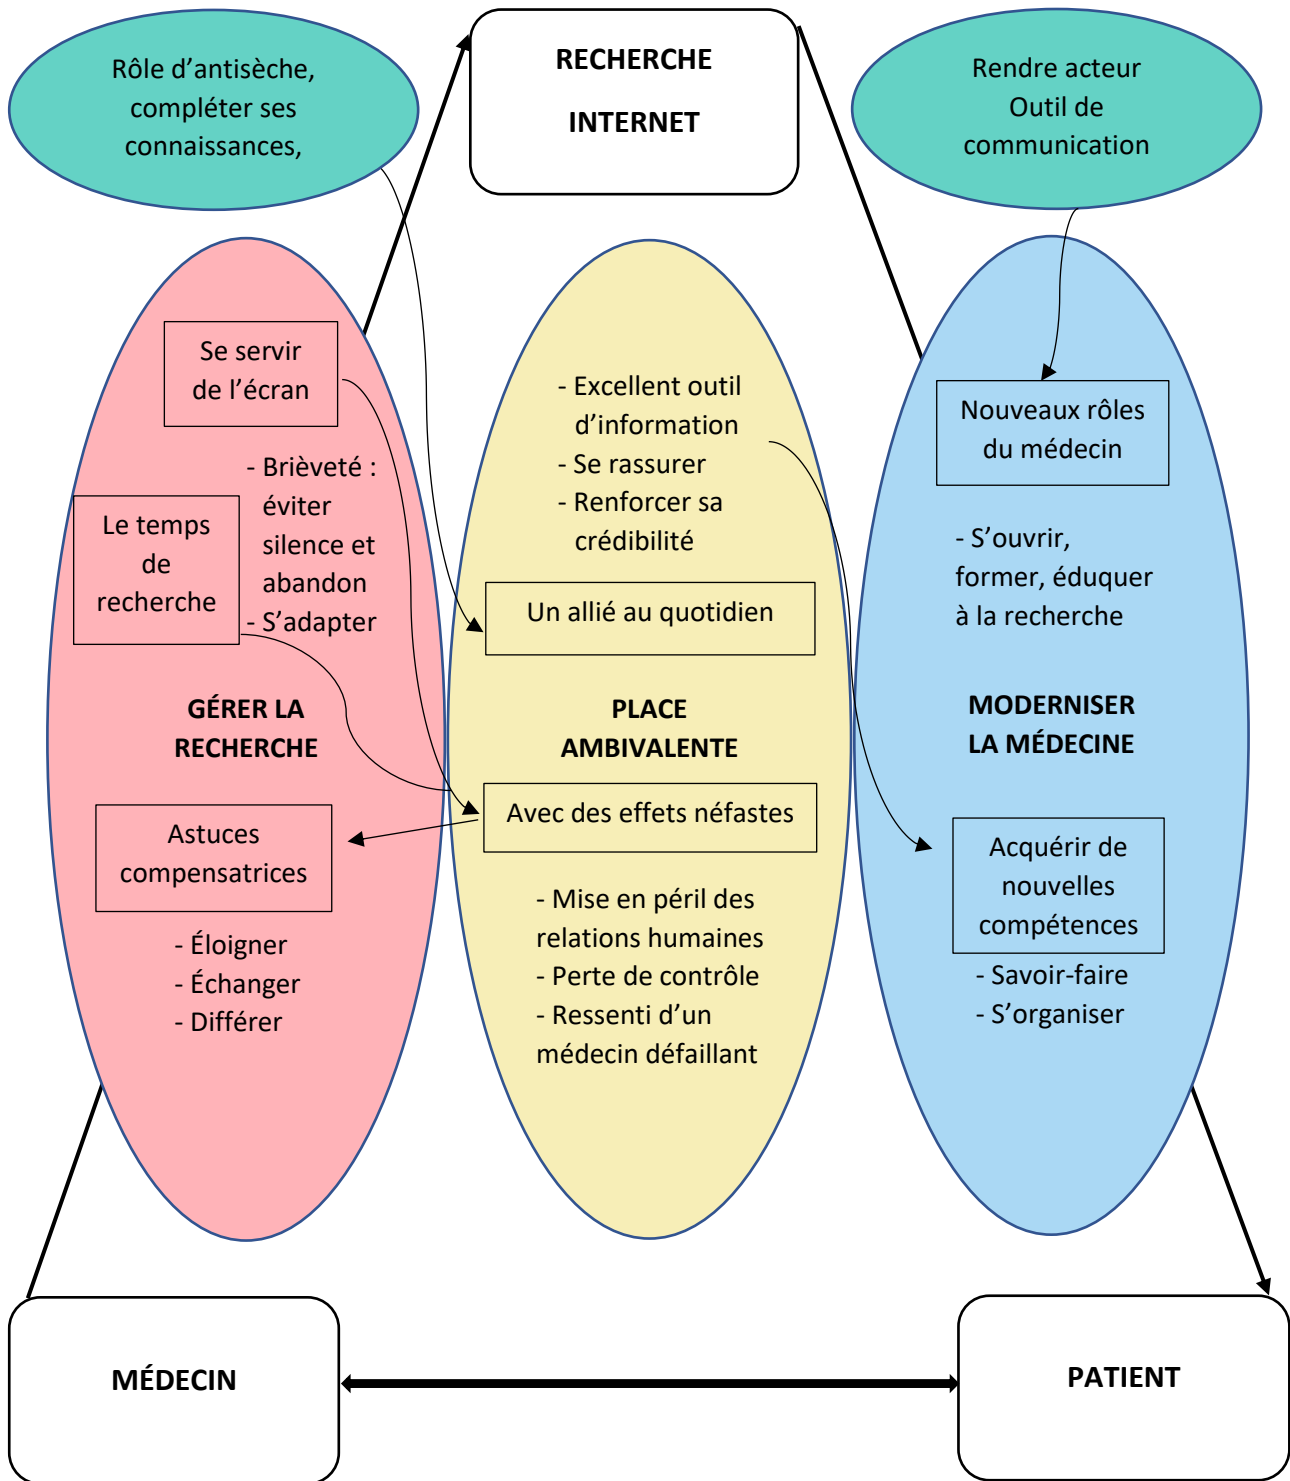 Rôle d’antisèche,
compléter ses
connaissances,
RECHERCHE
INTERNET
Rendre acteur
Outil de
communication
Se servir
de l’écran
- Brièveté :
éviter
silence et
abandon
- S’adapter
Le temps
de
recherche
GÉRER LA
RECHERCHE
Astuces
compensatrices
- Éloigner
- Échanger
- Différer
- Excellent outil
d’information
- Se rassurer
- Renforcer sa
crédibilité
Un allié au quotidien
PLACE
AMBIVALENTE
Avec des effets néfastes
- Mise en péril des
relations humaines
- Perte de contrôle
- Ressenti d’un
médecin défaillant
Nouveaux rôles
du médecin
- S’ouvrir,
former, éduquer
à la recherche
MODERNISER
LA MÉDECINE
Acquérir de
nouvelles
compétences
- Savoir-faire
- S’organiser
MÉDECIN
PATIENT